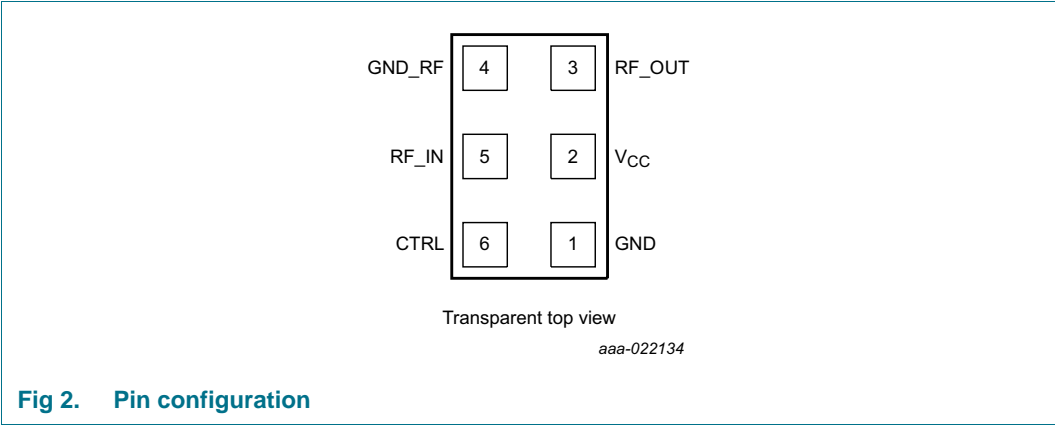 GND_RF 4 3 RF_OUT
RF_IN 5 2 VCC
CTRL 6 1 GND
Transparent top view
aaa-022134
Fig 2. Pin configuration